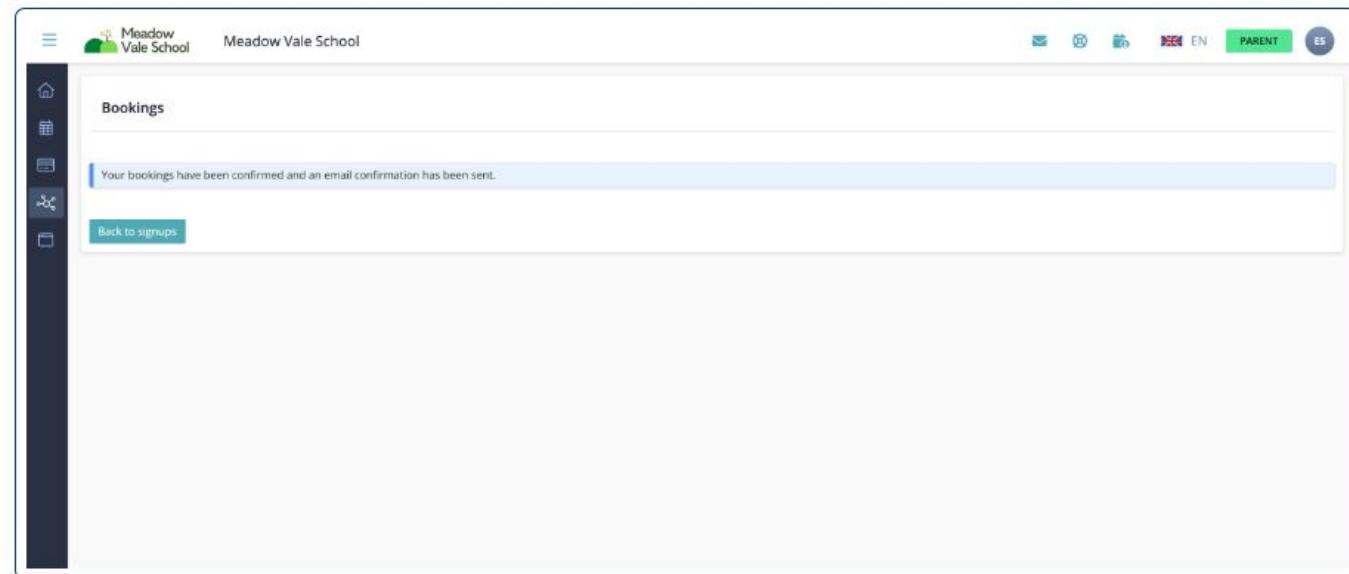 Meadow
Vale School
Meadow Vale School
EN
PARENT
ES
Bookings
Your bookings have been confirmed and an email confirmation has been sent.
Back to signups